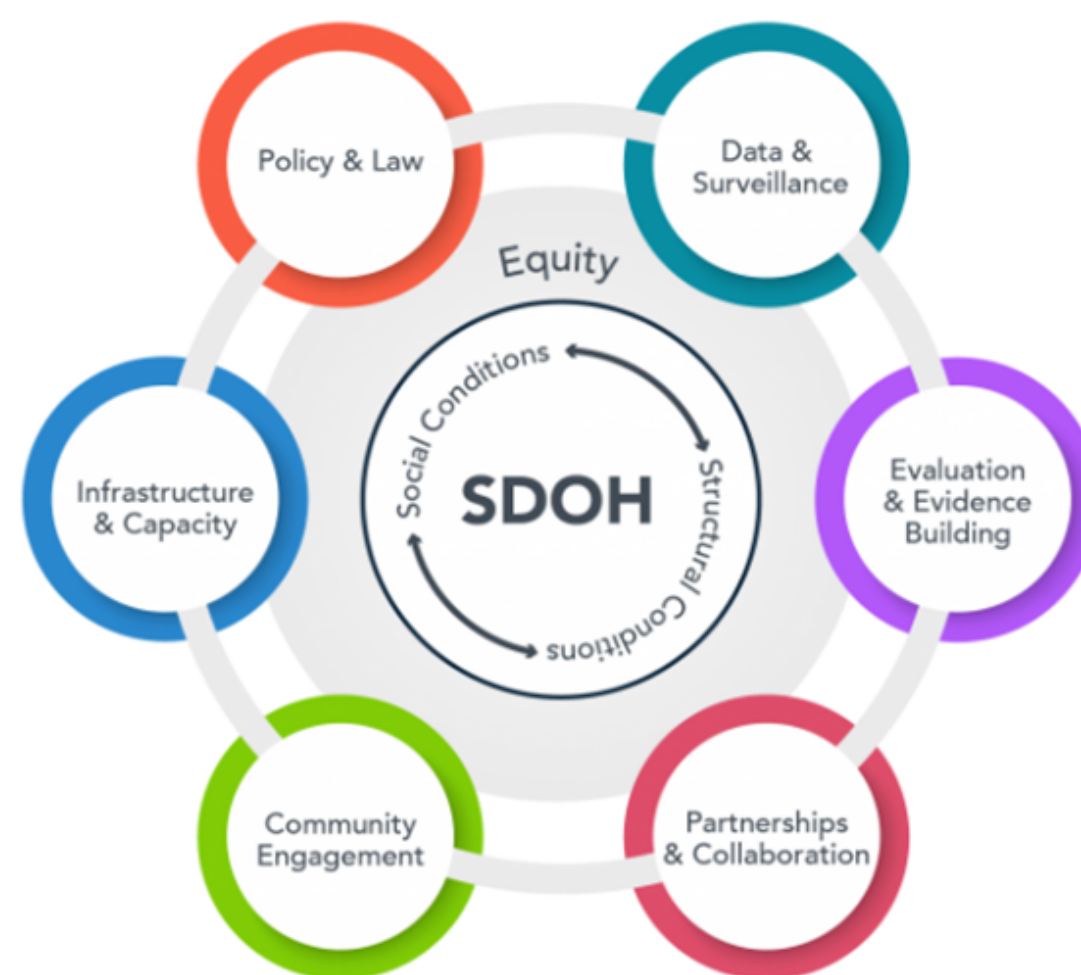 Policy & Law
Data &
Surveillance
Equity
Social Conditions
Structural Conditions
SDOH
Infrastructure
& Capacity
Evaluation
& Evidence
Building
Community
Engagement
Partnerships
& Collaboration